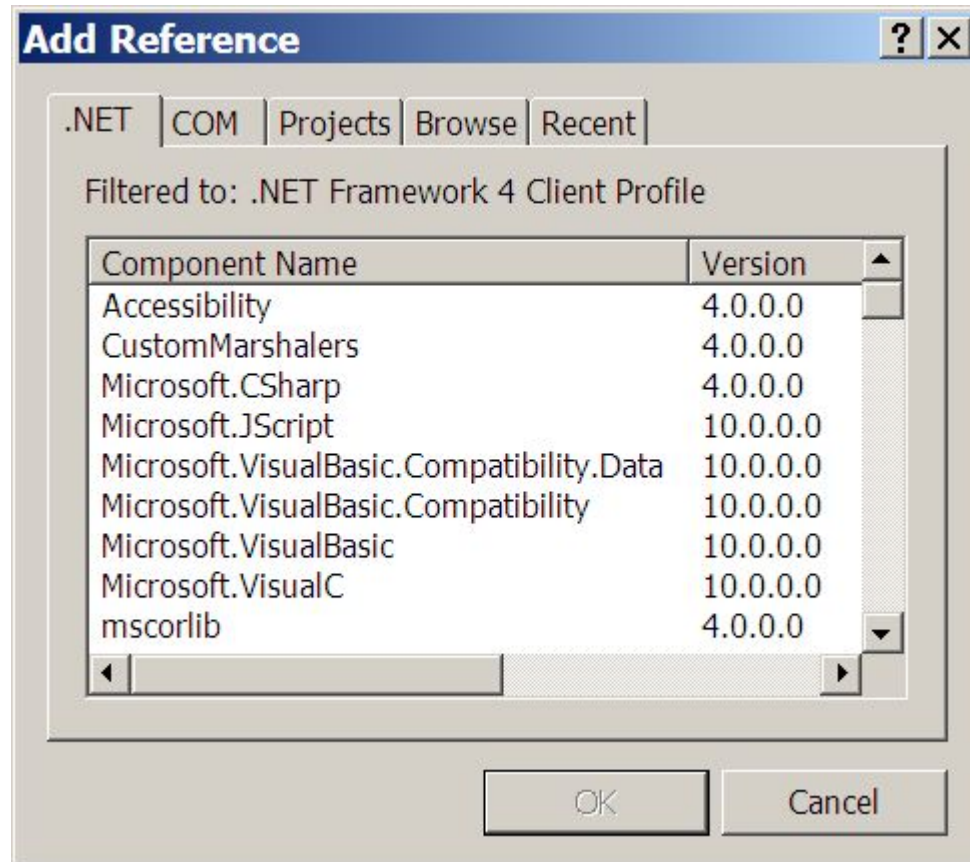 Add Reference
.NET COM Projects Browse Recent
Filtered to: .NET Framework 4 Client Profile
Component Name Version
Accessibility 4.0.0.0
CustomMarshalers 4.0.0.0
Microsoft.CSharp 4.0.0.0
Microsoft.JScript 10.0.0.0
Microsoft.VisualBasic.Compatibility.Data 10.0.0.0
Microsoft.VisualBasic.Compatibility 10.0.0.0
Microsoft.VisualBasic 10.0.0.0
Microsoft.VisualC 10.0.0.0
mscorlib 4.0.0.0
OK Cancel